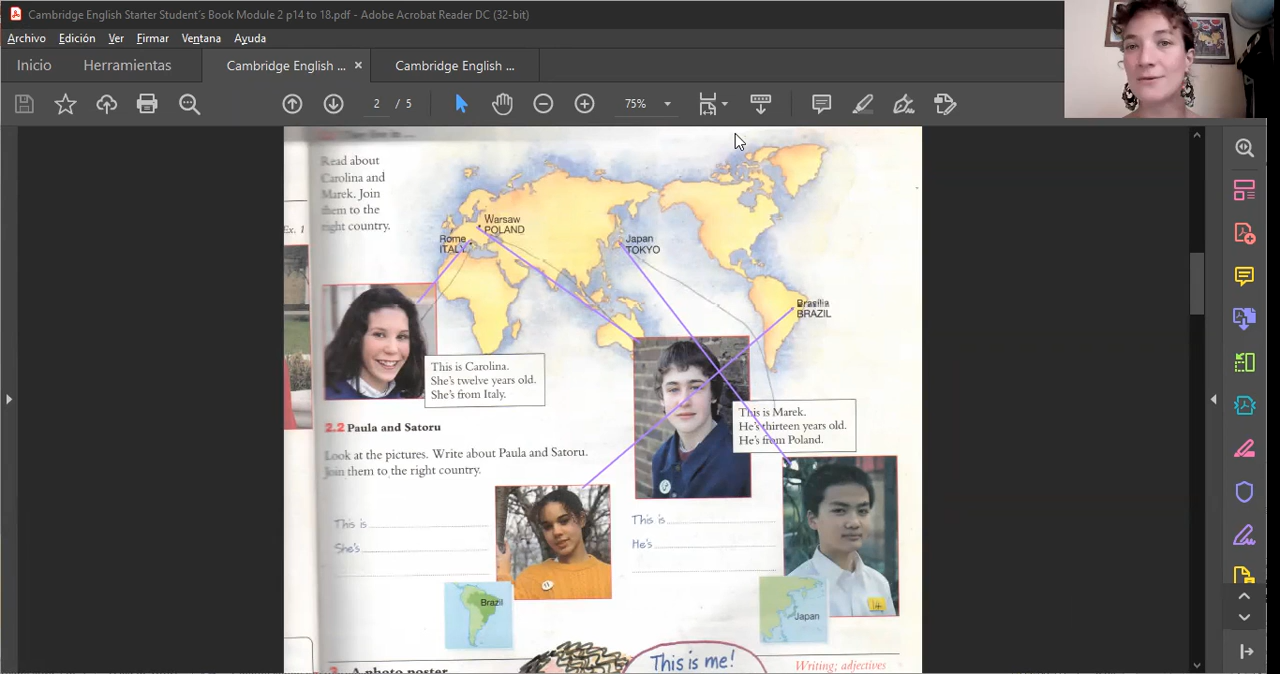 Cambridge English Starter Student´s Book Module 2 p14 to 18.pdf - Adobe Acrobat Reader DC (32-bit)
Archivo Edición Ver Firmar Ventana Ayuda
Inicio Herramientas Cambridge English ... × Cambridge English ...
2 / 5 75%
Read about
Carolina and
Marek. Join
them to the
right country.
Ex. 1
Warsaw
POLAND
Rome
ITALY
Japan
TOKYO
Brasilia
BRAZIL
This is Carolina.
She's twelve years old.
She's from Italy.
This is Marek.
He's thirteen years old.
He's from Poland.
2.2 Paula and Satoru
Look at the pictures. Write about Paula and Satoru.
Join them to the right country.
This is
She's
This is
He's
11
14
Brazil
Japan
This is me!
A photo poster
Writing; adjectives